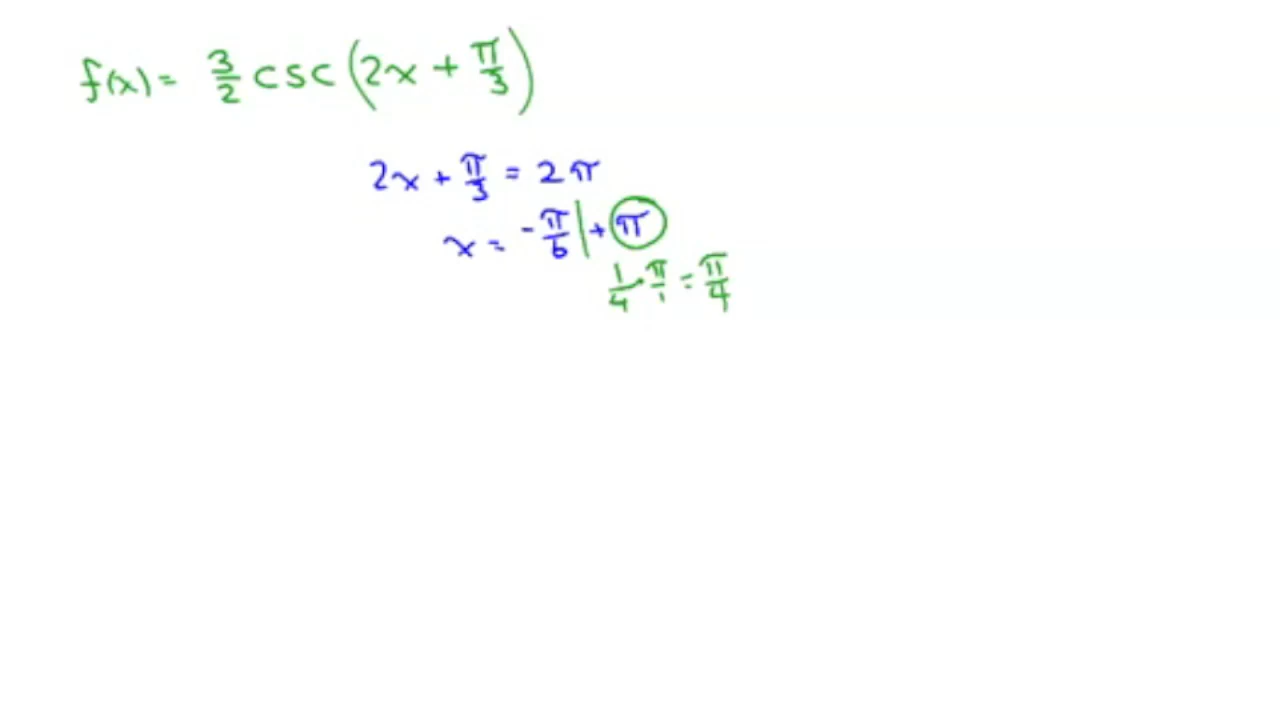 f(x) = 3/2 csc (2x + π/3)
2x + π/3 = 2π
x = -π/6 | + π
1/4 · π/1 = π/4